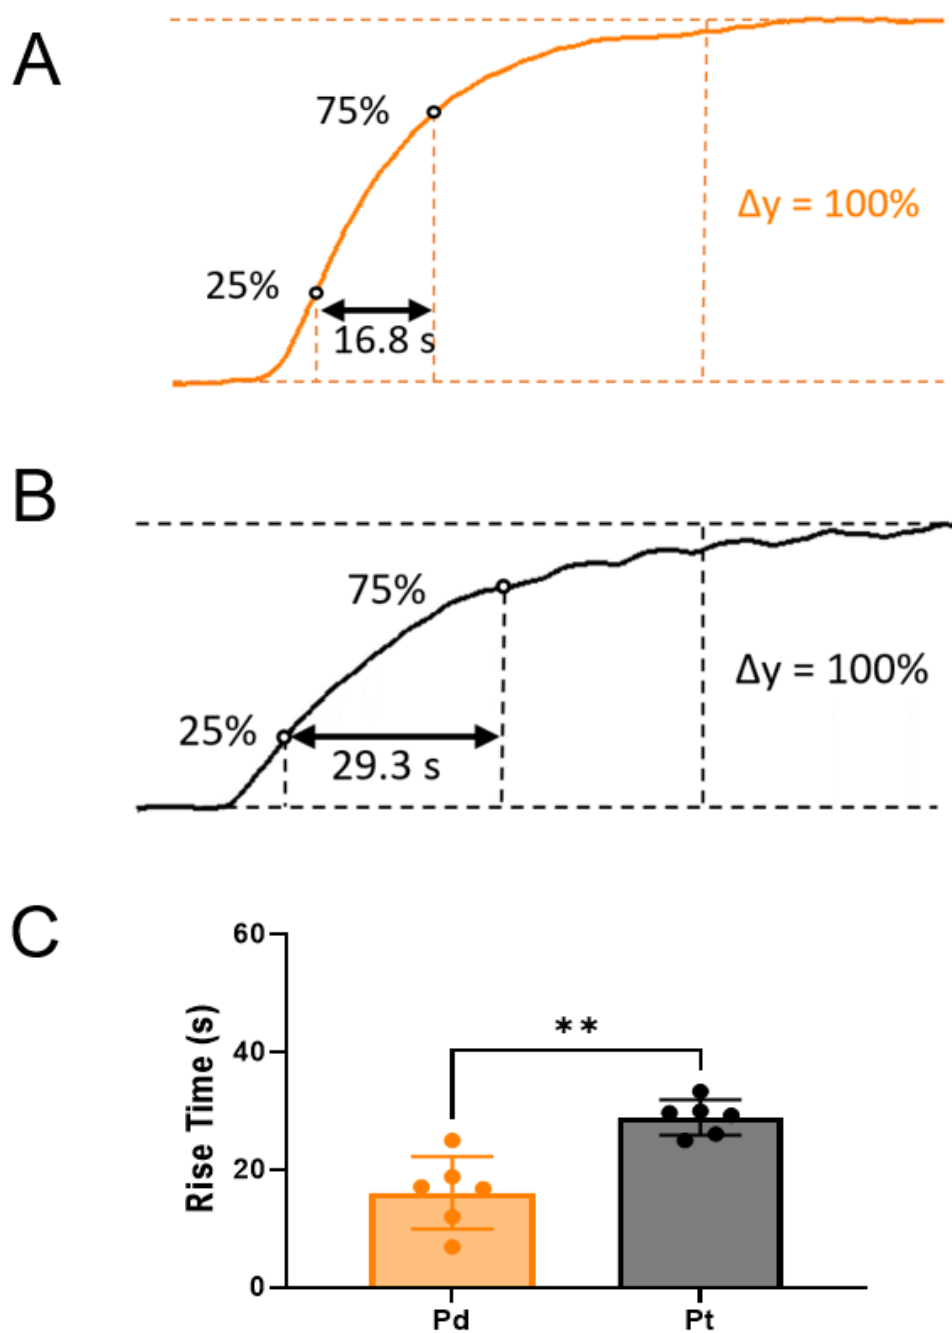 A
75%
Δy = 100%
25%
16.8 s
B
75%
Δy = 100%
25%
29.3 s
C
60
**
40
Rise Time (s)
20
0
Pd
Pt